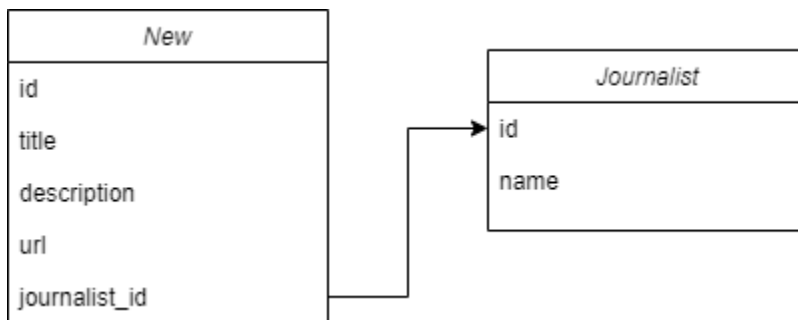 New
id
title
description
url
journalist_id
Journalist
id
name